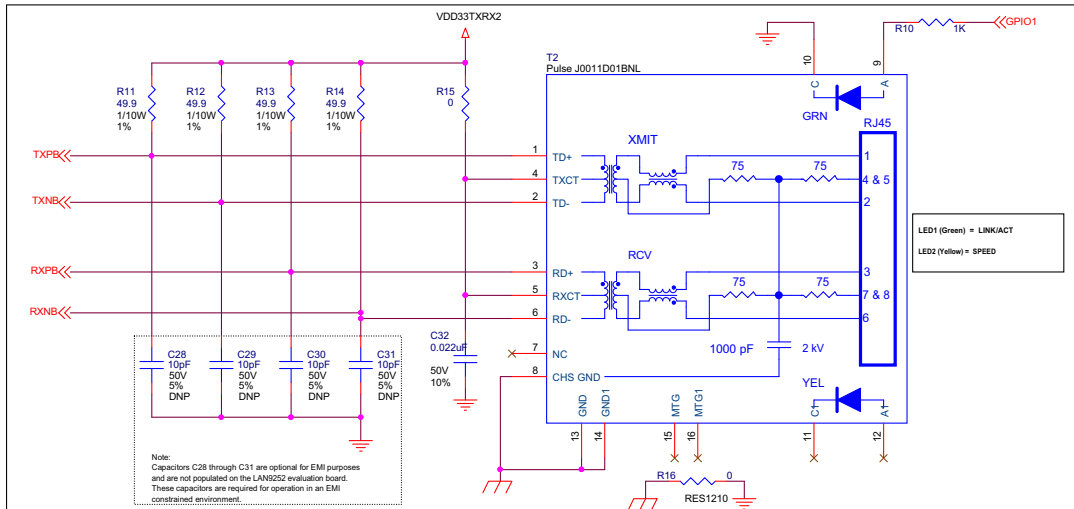 VDD33TXRX2
R10
1K
GPIO1
10
9
T2
Pulse J0011D01BNL
C
A
GRN
RJ45
R11
49.9
1/10W
1%
R12
49.9
1/10W
1%
R13
49.9
1/10W
1%
R14
49.9
1/10W
1%
R15
0
XMIT
TXPB
1
TD+
75
75
1
4
TXCT
4 & 5
TXNB
2
TD-
2
LED1 (Green) = LINK/ACT
LED2 (Yellow) = SPEED
RCV
RXPB
3
RD+
75
75
3
5
RXCT
7 & 8
RXNB
6
RD-
6
C28
10pF
50V
5%
DNP
C29
10pF
50V
5%
DNP
C30
10pF
50V
5%
DNP
C31
10pF
50V
5%
DNP
C32
0.022uF
50V
10%
7
NC
1000 pF
2 kV
8
CHS GND
YEL
GND
GND1
MTG
MTG1
C1
A1
13
14
15
16
11
12
Note:
Capacitors C28 through C31 are optional for EMI purposes
and are not populated on the LAN9252 evaluation board.
These capacitors are required for operation in an EMI
constrained environment.
R16
0
RES1210